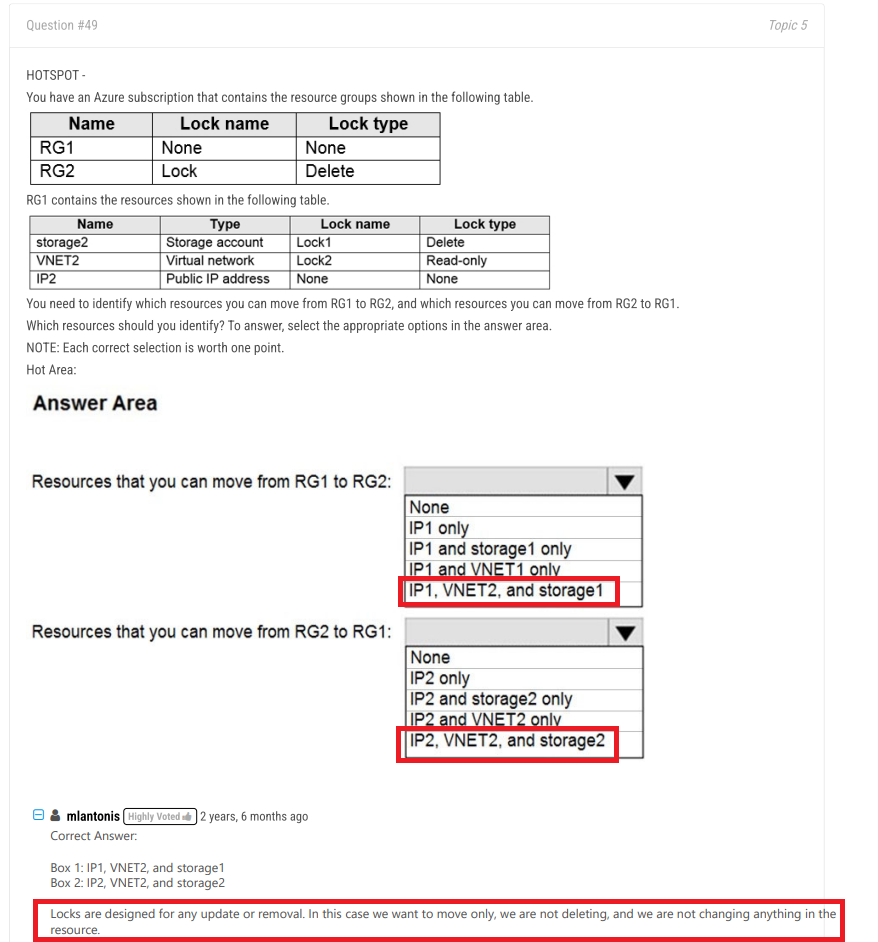 Question #49 Topic 5
HOTSPOT -
You have an Azure subscription that contains the resource groups shown in the following table.
Name Lock name Lock type
RG1 None None
RG2 Lock Delete
RG1 contains the resources shown in the following table.
Name Type Lock name Lock type
storage2 Storage account Lock1 Delete
VNET2 Virtual network Lock2 Read-only
IP2 Public IP address None None
You need to identify which resources you can move from RG1 to RG2, and which resources you can move from RG2 to RG1.
Which resources should you identify? To answer, select the appropriate options in the answer area.
NOTE: Each correct selection is worth one point.
Hot Area:
Answer Area
Resources that you can move from RG1 to RG2:
None
IP1 only
IP1 and storage1 only
IP1 and VNET1 only
IP1, VNET2, and storage1
Resources that you can move from RG2 to RG1:
None
IP2 only
IP2 and storage2 only
IP2 and VNET2 only
IP2, VNET2, and storage2
mlantonis Highly Voted 2 years, 6 months ago
Correct Answer:
Box 1: IP1, VNET2, and storage1
Box 2: IP2, VNET2, and storage2
Locks are designed for any update or removal. In this case we want to move only, we are not deleting, and we are not changing anything in the
resource.